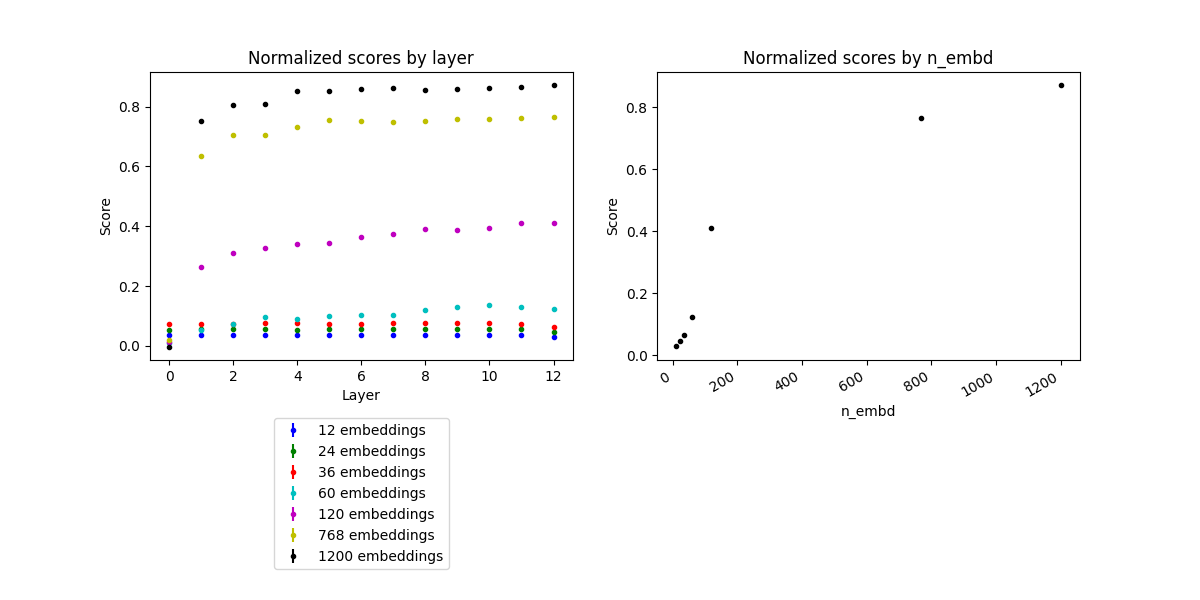 Normalized scores by layer
Score
0.8
0.6
0.4
0.2
0.0
0 2 4 6 8 10 12
Layer
12 embeddings
24 embeddings
36 embeddings
60 embeddings
120 embeddings
768 embeddings
1200 embeddings
Normalized scores by n_embd
Score
0.8
0.6
0.4
0.2
0.0
0 200 400 600 800 1000 1200
n_embd